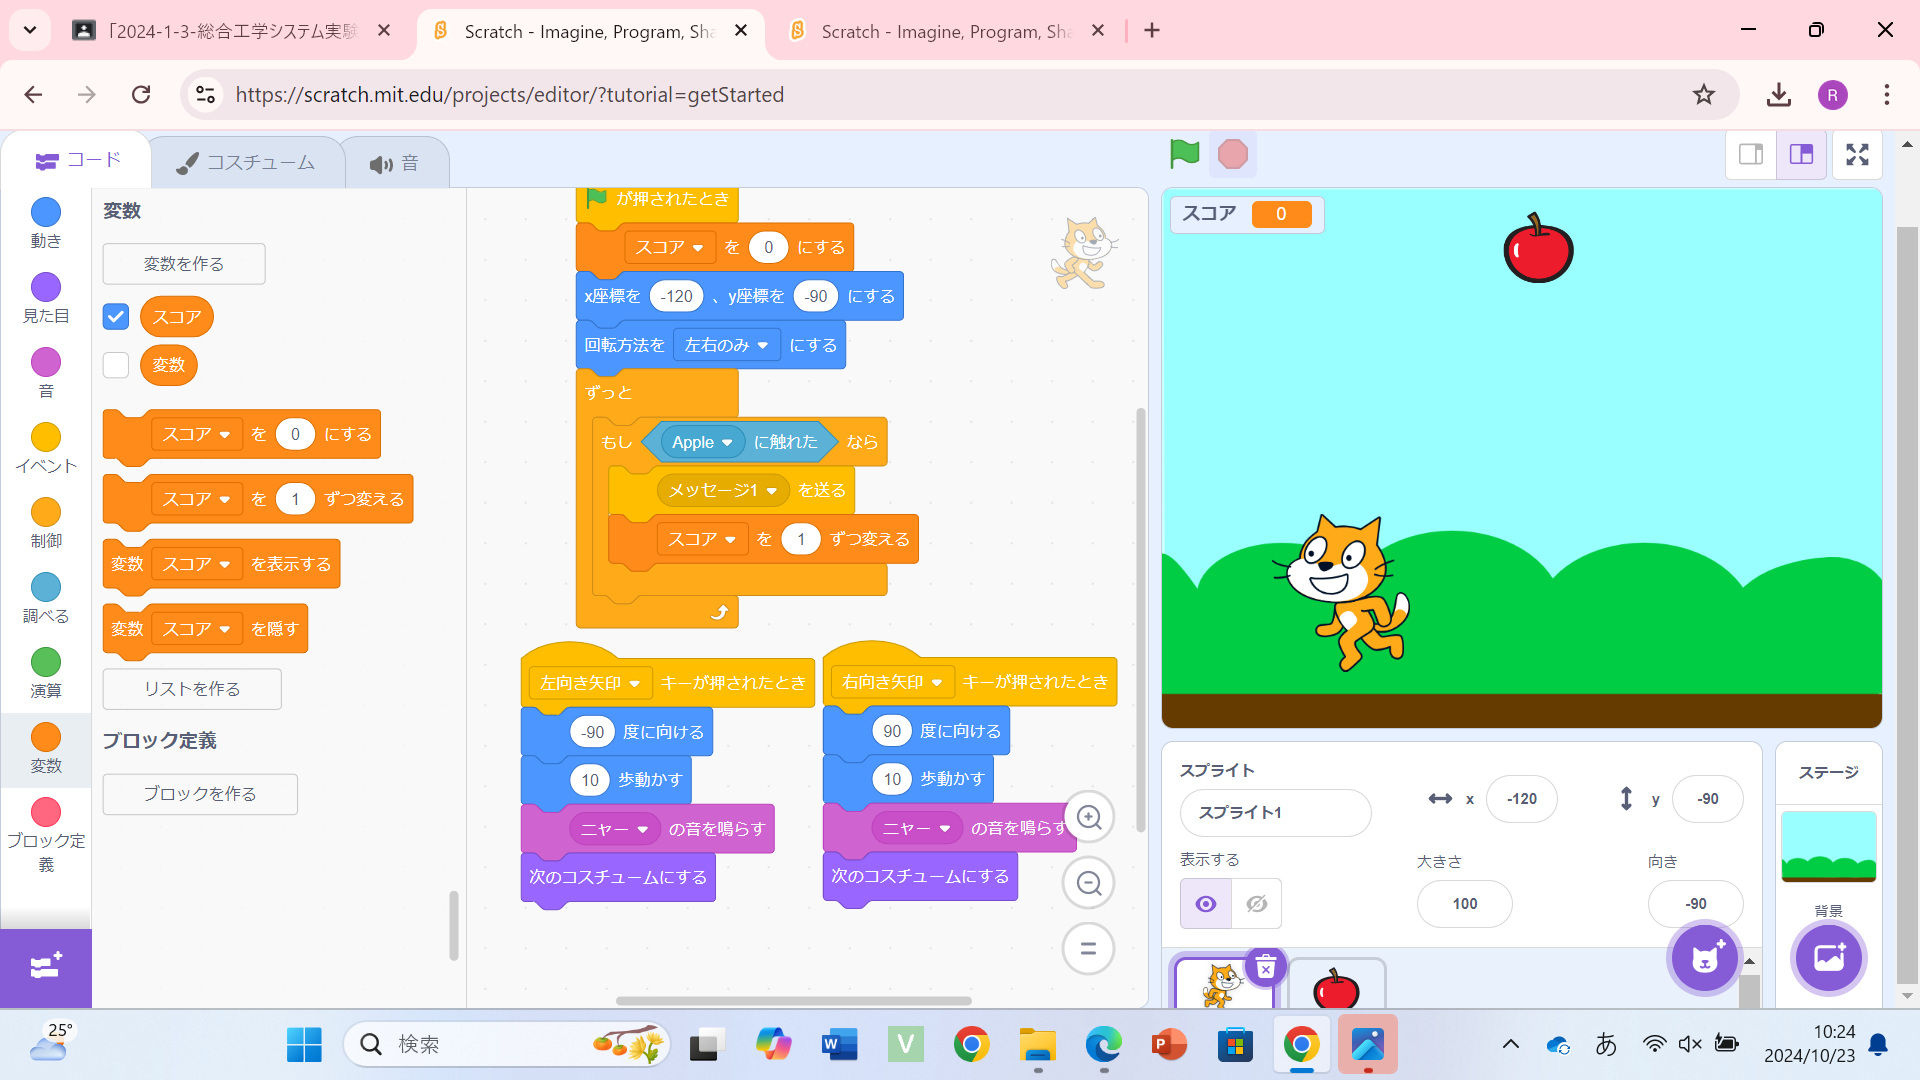 「2024-1-3-総合工学システム実験
Scratch - Imagine, Program, Sha
Scratch - Imagine, Program, Sha
https://scratch.mit.edu/projects/editor/?tutorial=getStarted
R
コード
コスチューム
音
動き
見た目
音
イベント
制御
調べる
演算
変数
ブロック定
義
変数
変数を作る
スコア
変数
スコア を 0 にする
スコア を 1 ずつ変える
変数 スコア を表示する
変数 スコア を隠す
リストを作る
ブロック定義
ブロックを作る
が押されたとき
スコア を 0 にする
x座標を -120 、y座標を -90 にする
回転方法を 左右のみ にする
ずっと
もし Apple に触れた なら
メッセージ1 を送る
スコア を 1 ずつ変える
左向き矢印 キーが押されたとき
-90 度に向ける
10 歩動かす
ニャー の音を鳴らす
次のコスチュームにする
右向き矢印 キーが押されたとき
90 度に向ける
10 歩動かす
ニャー の音を鳴らす
次のコスチュームにする
スコア 0
スプライト
スプライト1
x -120
y -90
表示する
大きさ
100
向き
-90
ステージ
背景
25°
検索
W
V
P
あ
10:24
2024/10/23